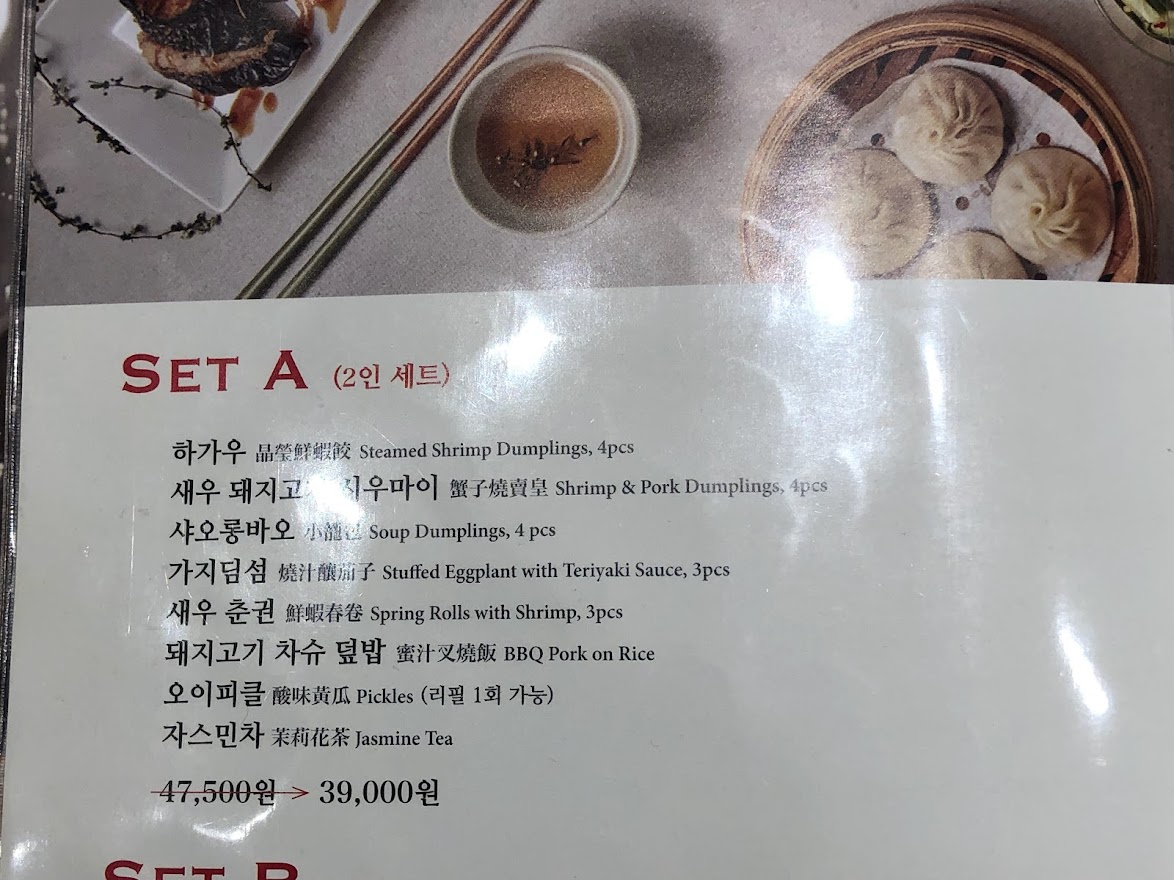 SET A (2인 세트)
하가우 晶瑩鮮蝦餃 Steamed Shrimp Dumplings, 4pcs
새우 돼지고기 시우마이 蟹子燒賣皇 Shrimp & Pork Dumplings, 4pcs
샤오롱바오 小籠包 Soup Dumplings, 4 pcs
가지딤섬 燒汁釀茄子 Stuffed Eggplant with Teriyaki Sauce, 3pcs
새우 춘권 鮮蝦春卷 Spring Rolls with Shrimp, 3pcs
돼지고기 차슈 덮밥 蜜汁叉燒飯 BBQ Pork on Rice
오이피클 酸味黃瓜 Pickles (리필 1회 가능)
자스민차 茉莉花茶 Jasmine Tea
47,500원 → 39,000원
SET B